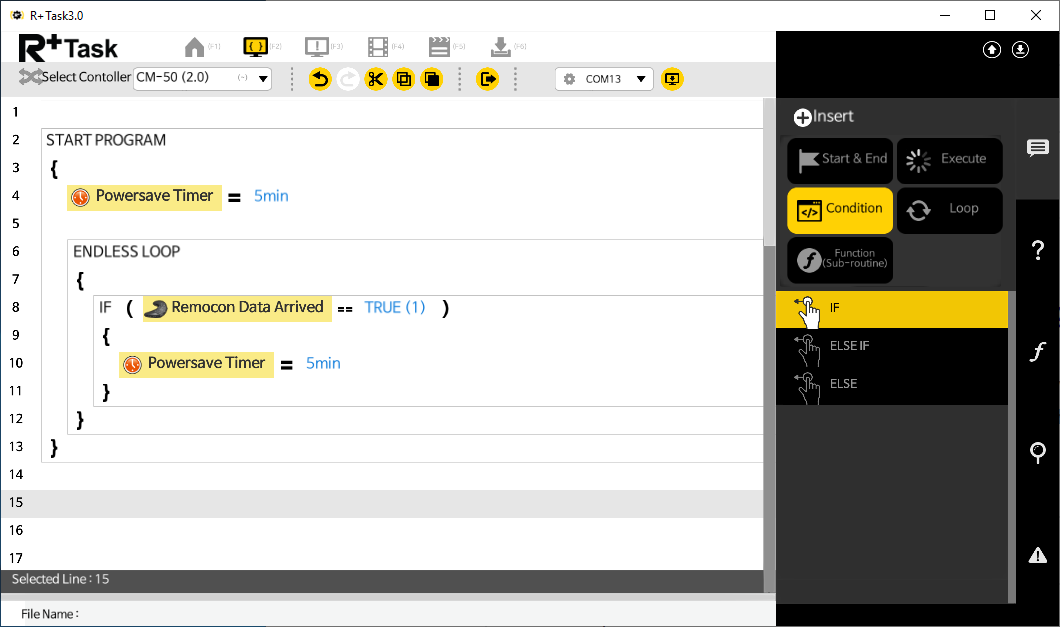 R+ Task3.0
R+Task (F1) (F2) (F3) (F4) (F5) (F6)
Select Contoller CM-50 (2.0) (-) COM13
1
2 START PROGRAM
3 {
4 Powersave Timer = 5min
5
6 ENDLESS LOOP
7 {
8 IF ( Remocon Data Arrived == TRUE (1) )
9 {
10 Powersave Timer = 5min
11 }
12 }
13 }
14
15
16
17
Selected Line : 15
File Name :
Insert
Start & End Execute
Condition Loop
Function
(Sub-routine)
IF
ELSE IF
ELSE